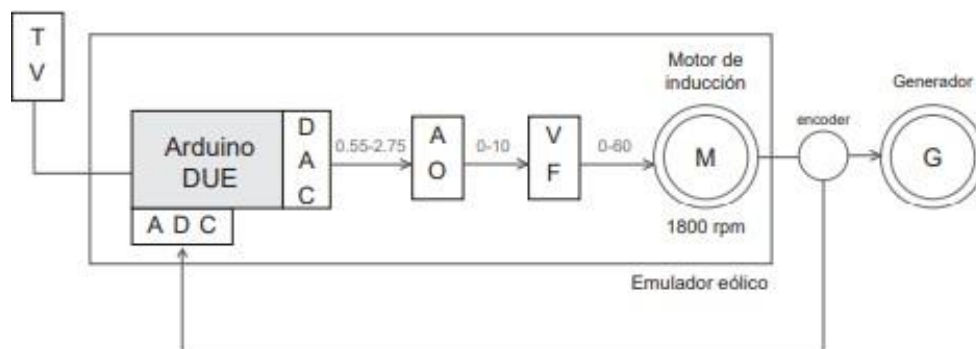 T
V
Arduino
DUE
D
A
C
A D C
0.55-2.75
A
O
0-10
V
F
0-60
Motor de
inducción
M
1800 rpm
encoder
Generador
G
Emulador eólico